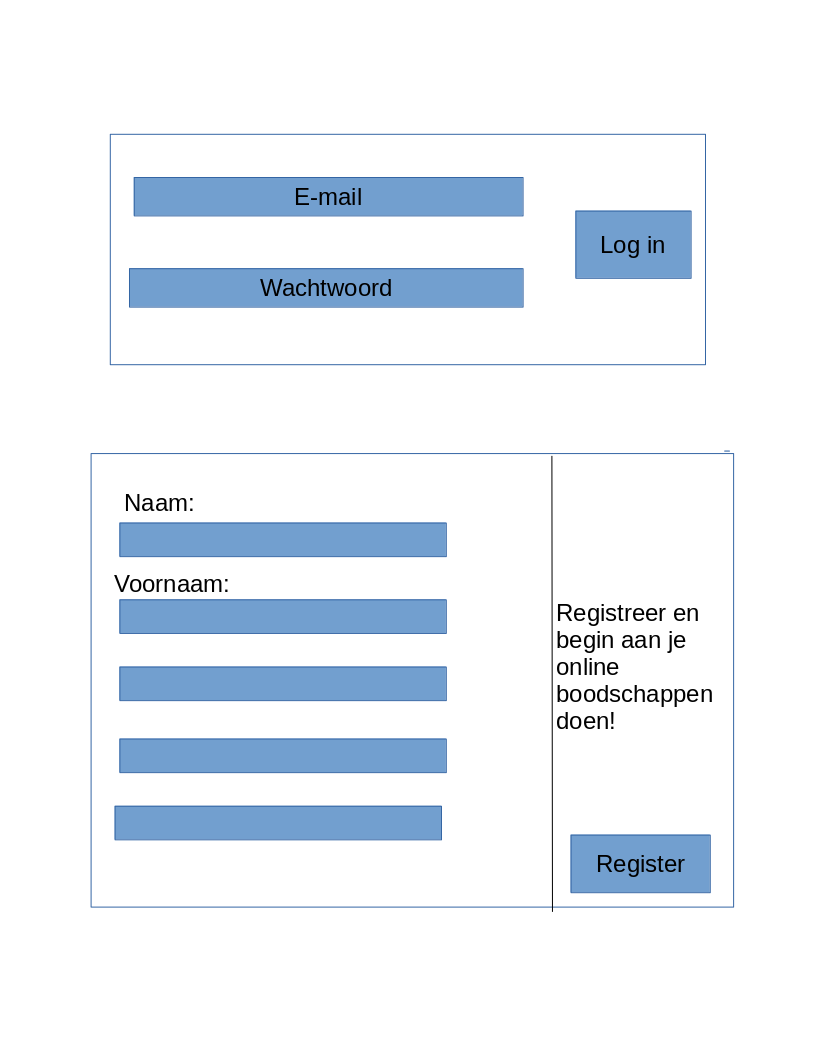 E-mail
Log in
Wachtwoord
Naam:
Voornaam:
Registreer en
begin aan je
online
boodschappen
doen!
Register